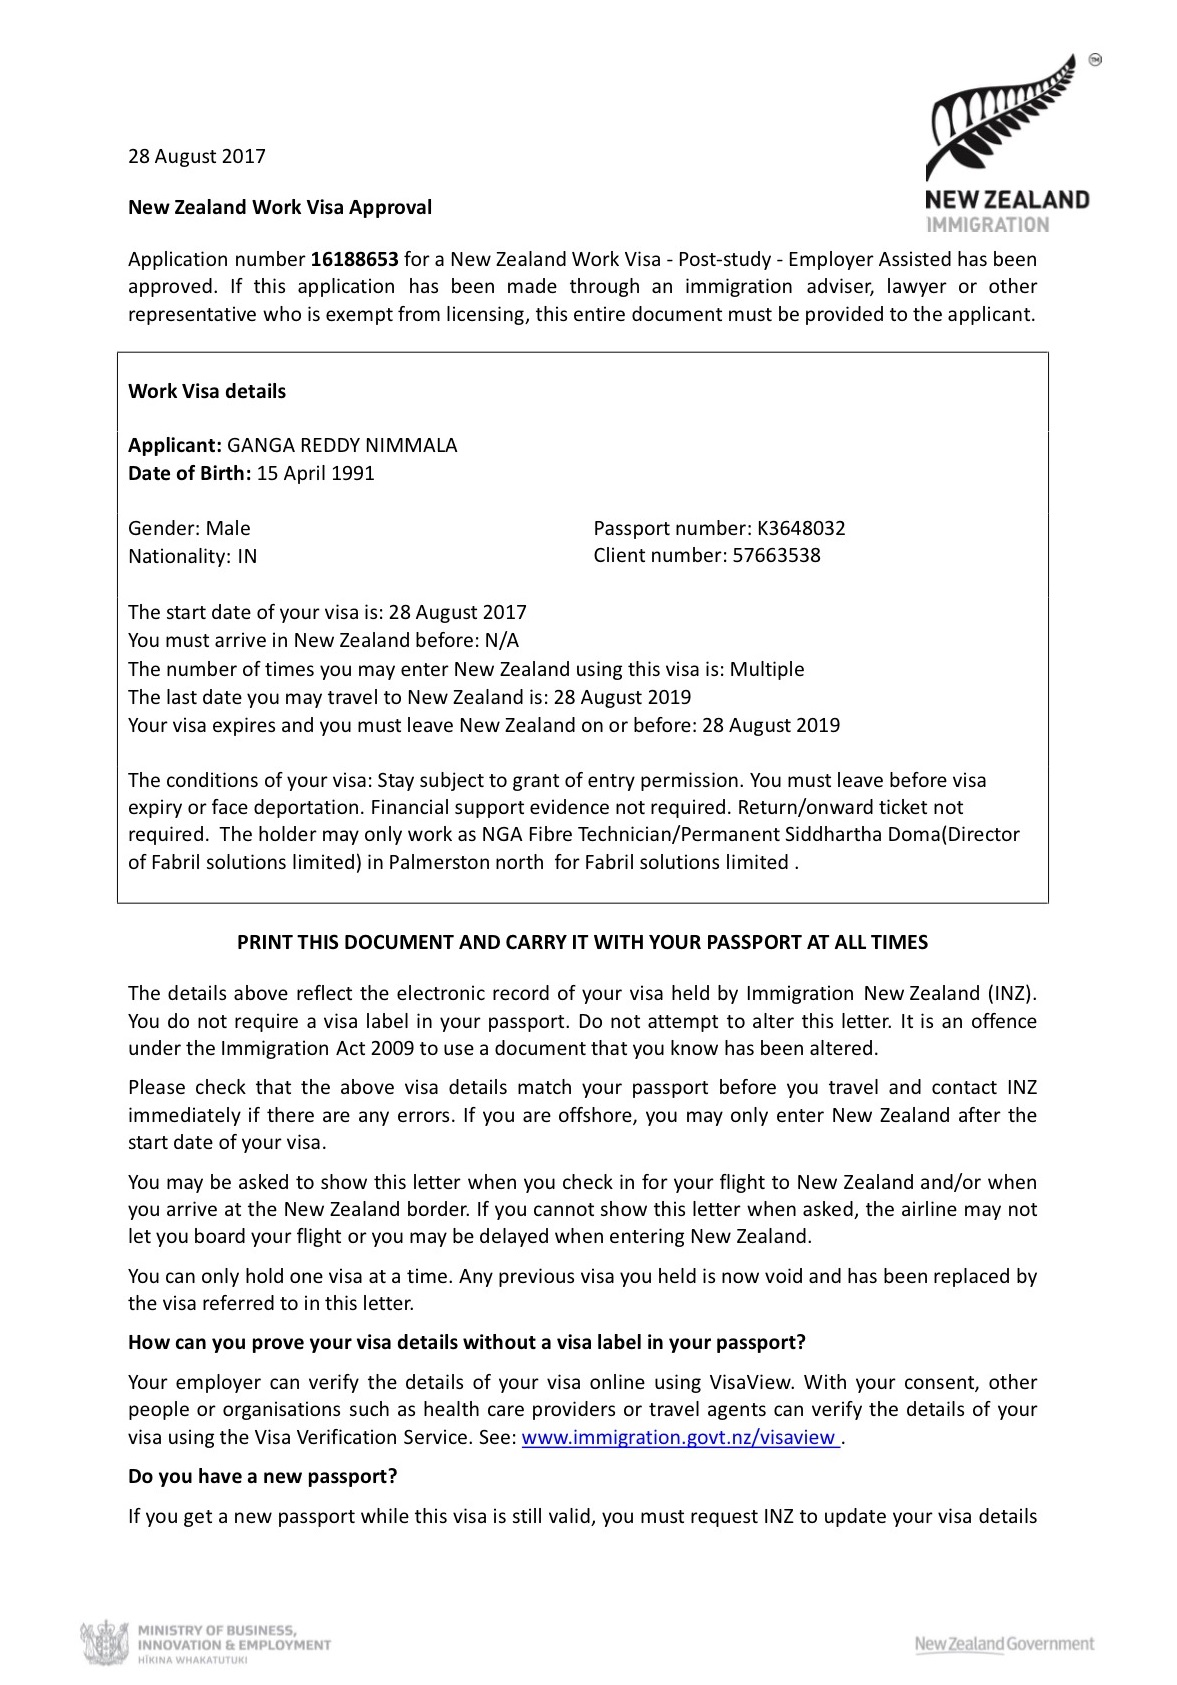 TM
28 August 2017
New Zealand Work Visa Approval
NEW ZEALAND
IMMIGRATION
Application number 16188653 for a New Zealand Work Visa - Post-study - Employer Assisted has been
approved. If this application has been made through an immigration adviser, lawyer or other
representative who is exempt from licensing, this entire document must be provided to the applicant.
Work Visa details
Applicant: GANGA REDDY NIMMALA
Date of Birth: 15 April 1991
Gender: Male
Passport number: K3648032
Nationality: IN
Client number: 57663538
The start date of your visa is: 28 August 2017
You must arrive in New Zealand before: N/A
The number of times you may enter New Zealand using this visa is: Multiple
The last date you may travel to New Zealand is: 28 August 2019
Your visa expires and you must leave New Zealand on or before: 28 August 2019
The conditions of your visa: Stay subject to grant of entry permission. You must leave before visa
expiry or face deportation. Financial support evidence not required. Return/onward ticket not
required.  The holder may only work as NGA Fibre Technician/Permanent Siddhartha Doma(Director
of Fabril solutions limited) in Palmerston north  for Fabril solutions limited .
PRINT THIS DOCUMENT AND CARRY IT WITH YOUR PASSPORT AT ALL TIMES
The details above reflect the electronic record of your visa held by Immigration New Zealand (INZ).
You do not require a visa label in your passport. Do not attempt to alter this letter. It is an offence
under the Immigration Act 2009 to use a document that you know has been altered.
Please check that the above visa details match your passport before you travel and contact INZ
immediately if there are any errors. If you are offshore, you may only enter New Zealand after the
start date of your visa.
You may be asked to show this letter when you check in for your flight to New Zealand and/or when
you arrive at the New Zealand border. If you cannot show this letter when asked, the airline may not
let you board your flight or you may be delayed when entering New Zealand.
You can only hold one visa at a time. Any previous visa you held is now void and has been replaced by
the visa referred to in this letter.
How can you prove your visa details without a visa label in your passport?
Your employer can verify the details of your visa online using VisaView. With your consent, other
people or organisations such as health care providers or travel agents can verify the details of your
visa using the Visa Verification Service. See: www.immigration.govt.nz/visaview .
Do you have a new passport?
If you get a new passport while this visa is still valid, you must request INZ to update your visa details
MINISTRY OF BUSINESS,
INNOVATION & EMPLOYMENT
HĪKINA WHAKATUTUKI
New Zealand Government